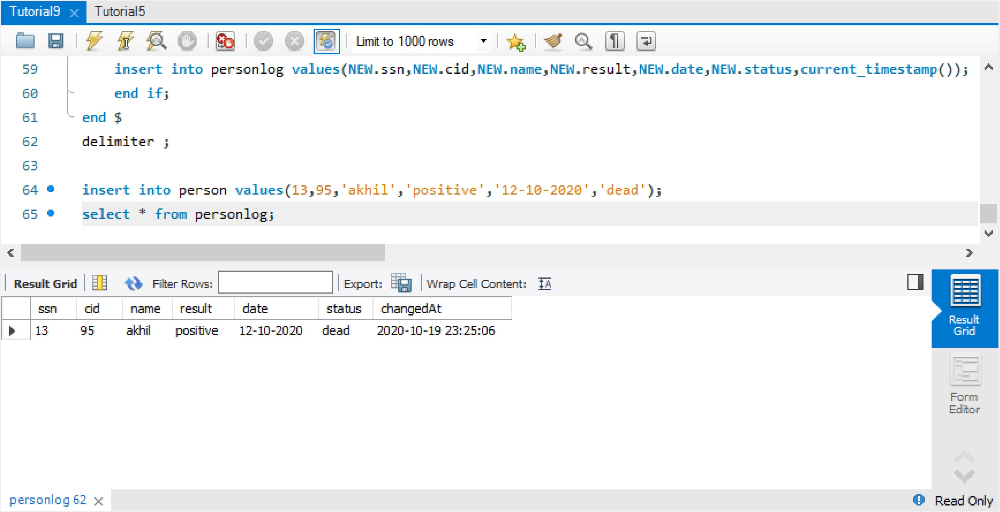 Tutorial9 Tutorial5
Limit to 1000 rows
59 insert into personlog values(NEW.ssn,NEW.cid,NEW.name,NEW.result,NEW.date,NEW.status,current_timestamp());
60 end if;
61 end $
62 delimiter ;
63
64 insert into person values(13,95,'akhil','positive','12-10-2020','dead');
65 select * from personlog;
Result Grid Filter Rows: Export: Wrap Cell Content:
ssn cid name result date status changedAt
13 95 akhil positive 12-10-2020 dead 2020-10-19 23:25:06
Result
Grid
Form
Editor
personlog 62
Read Only